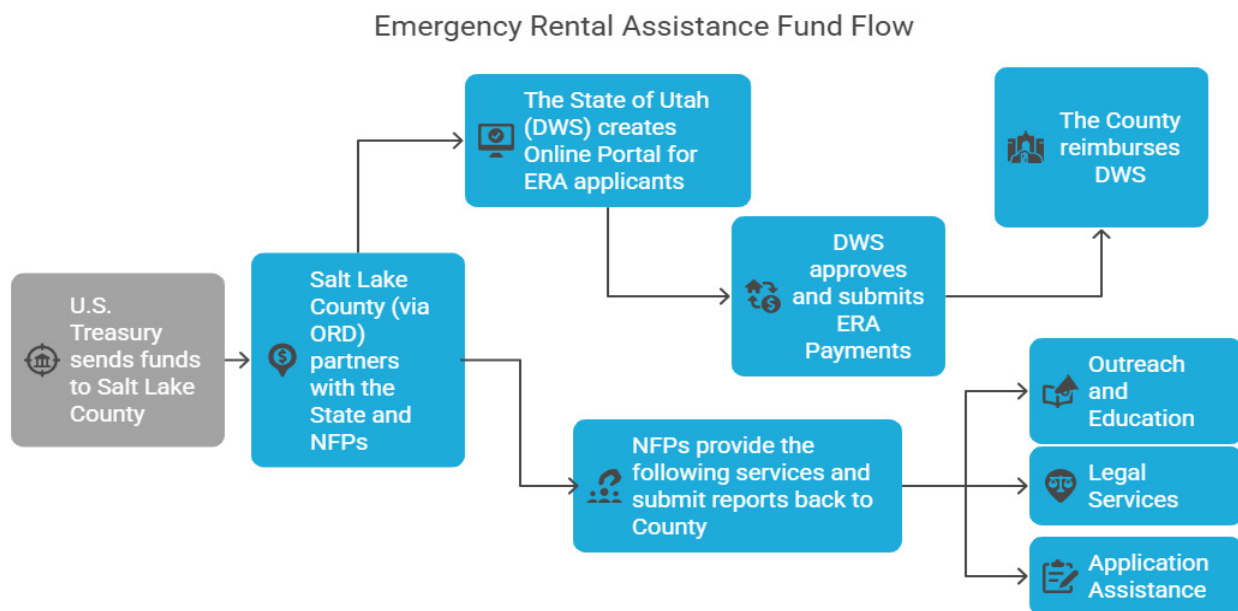 Emergency Rental Assistance Fund Flow
U.S.
Treasury
sends funds
to Salt Lake
County
Salt Lake
County (via
ORD)
partners
with the
State and
NFPs
The State of Utah
(DWS) creates
Online Portal for
ERA applicants
DWS
approves
and submits
ERA
Payments
The County
reimburses
DWS
NFPs provide the
following services and
submit reports back to
County
Outreach
and
Education
Legal
Services
Application
Assistance